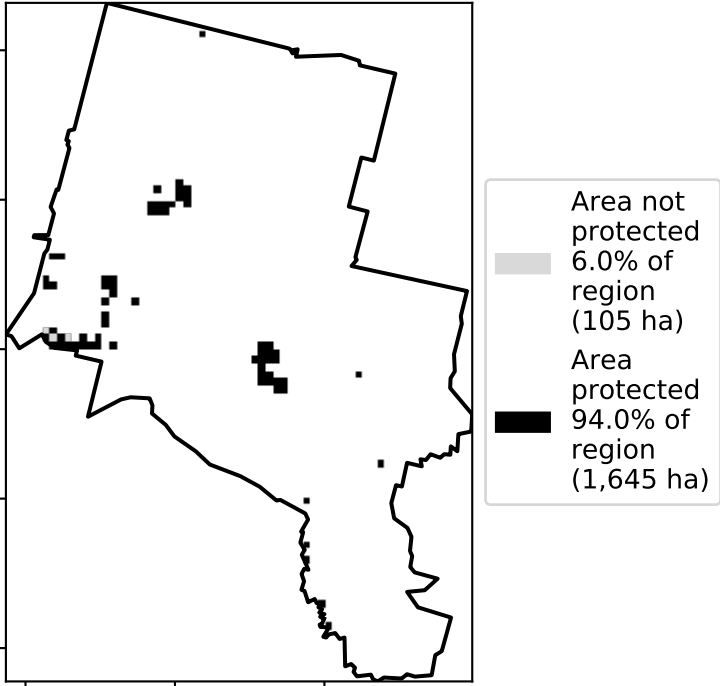 Area not
protected
6.0% of
region
(105 ha)
Area
protected
94.0% of
region
(1,645 ha)